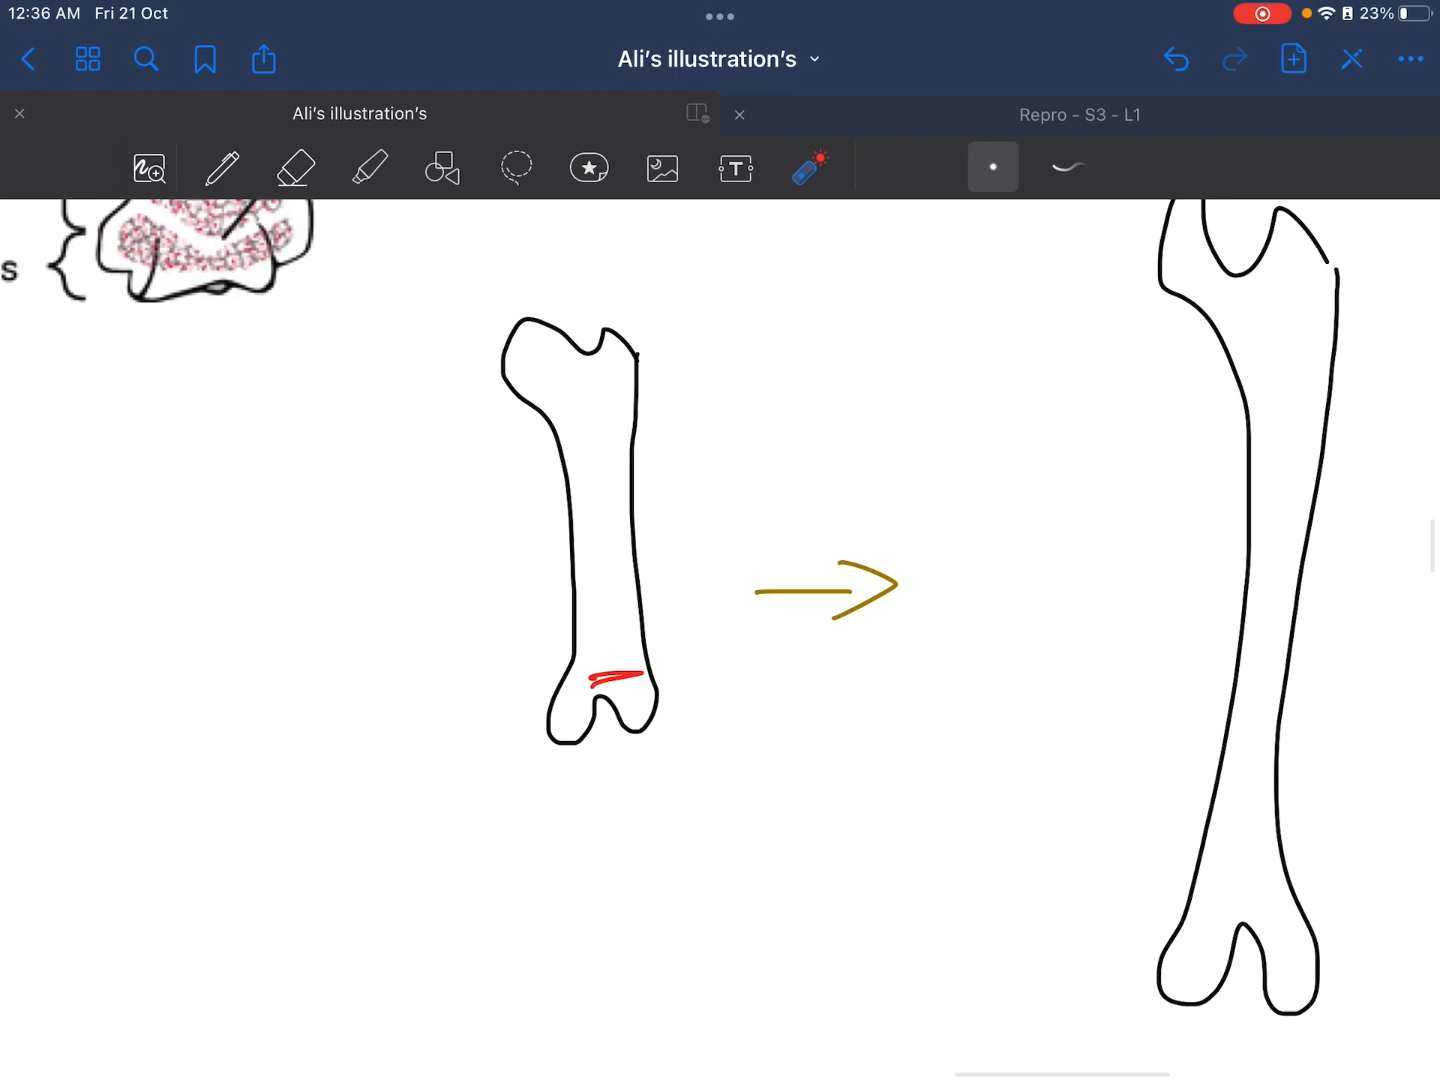 12:36 AM Fri 21 Oct
23%
Ali's illustration's
Ali's illustration's
Repro - S3 - L1
T
s